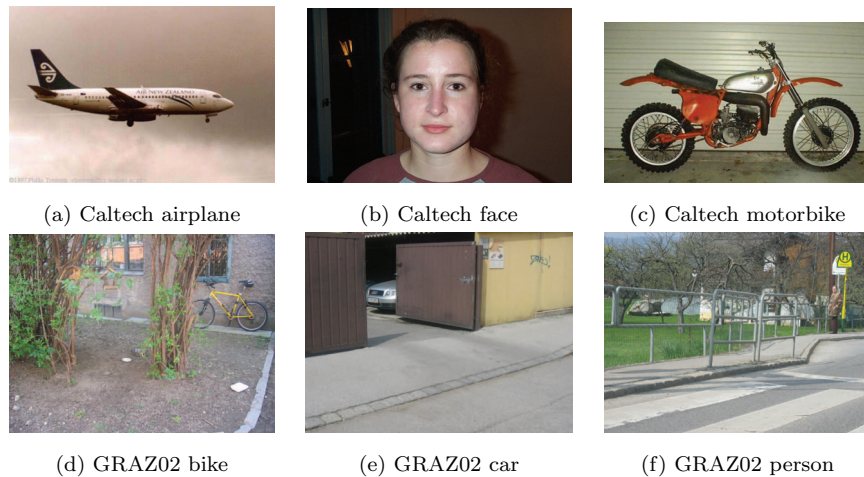 AIR NEW ZEALAND
(a) Caltech airplane
(b) Caltech face
(c) Caltech motorbike
H
(d) GRAZ02 bike
(e) GRAZ02 car
(f) GRAZ02 person